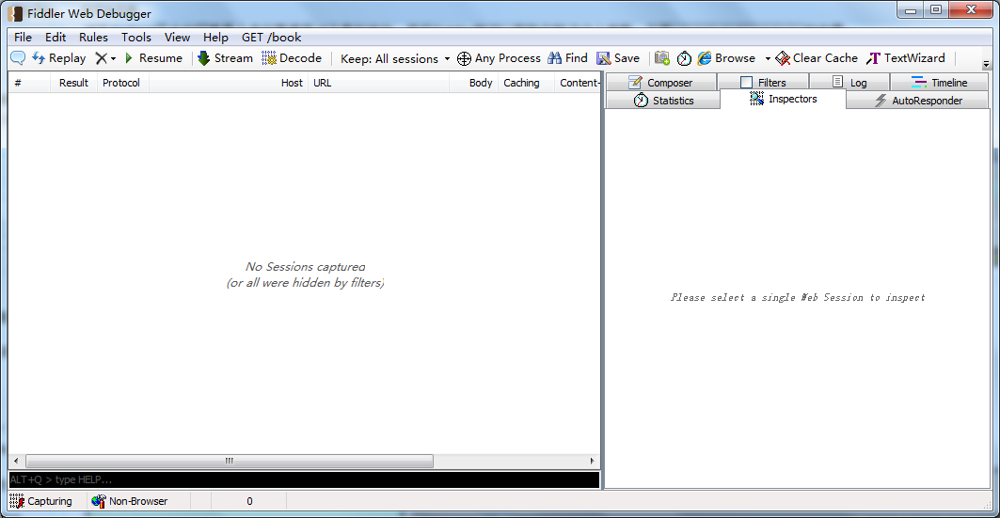 Fiddler Web Debugger
File Edit Rules Tools View Help GET /book
Replay Resume Stream Decode Keep: All sessions Any Process Find Save Browse Clear Cache TextWizard
# Result Protocol Host URL Body Caching Content-
Composer Filters Log Timeline
Statistics Inspectors AutoResponder
No Sessions captured
(or all were hidden by filters)
Please select a single Web Session to inspect
ALT+Q > type HELP...
Capturing Non-Browser 0